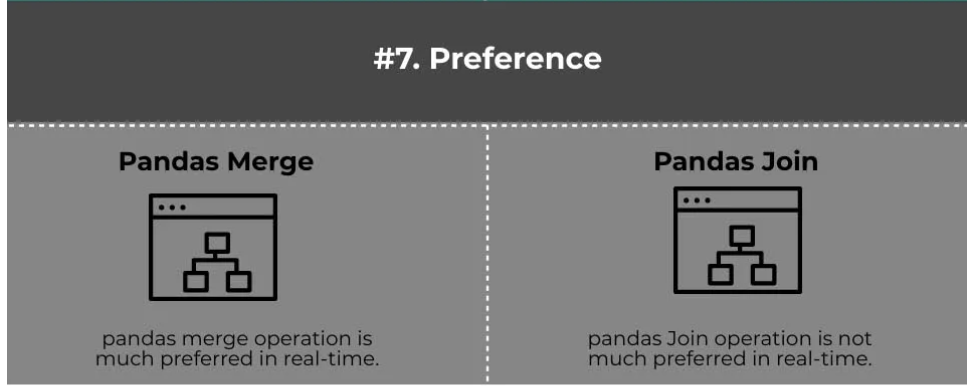 #7. Preference
Pandas Merge
pandas merge operation is
much preferred in real-time.
Pandas Join
pandas Join operation is not
much preferred in real-time.